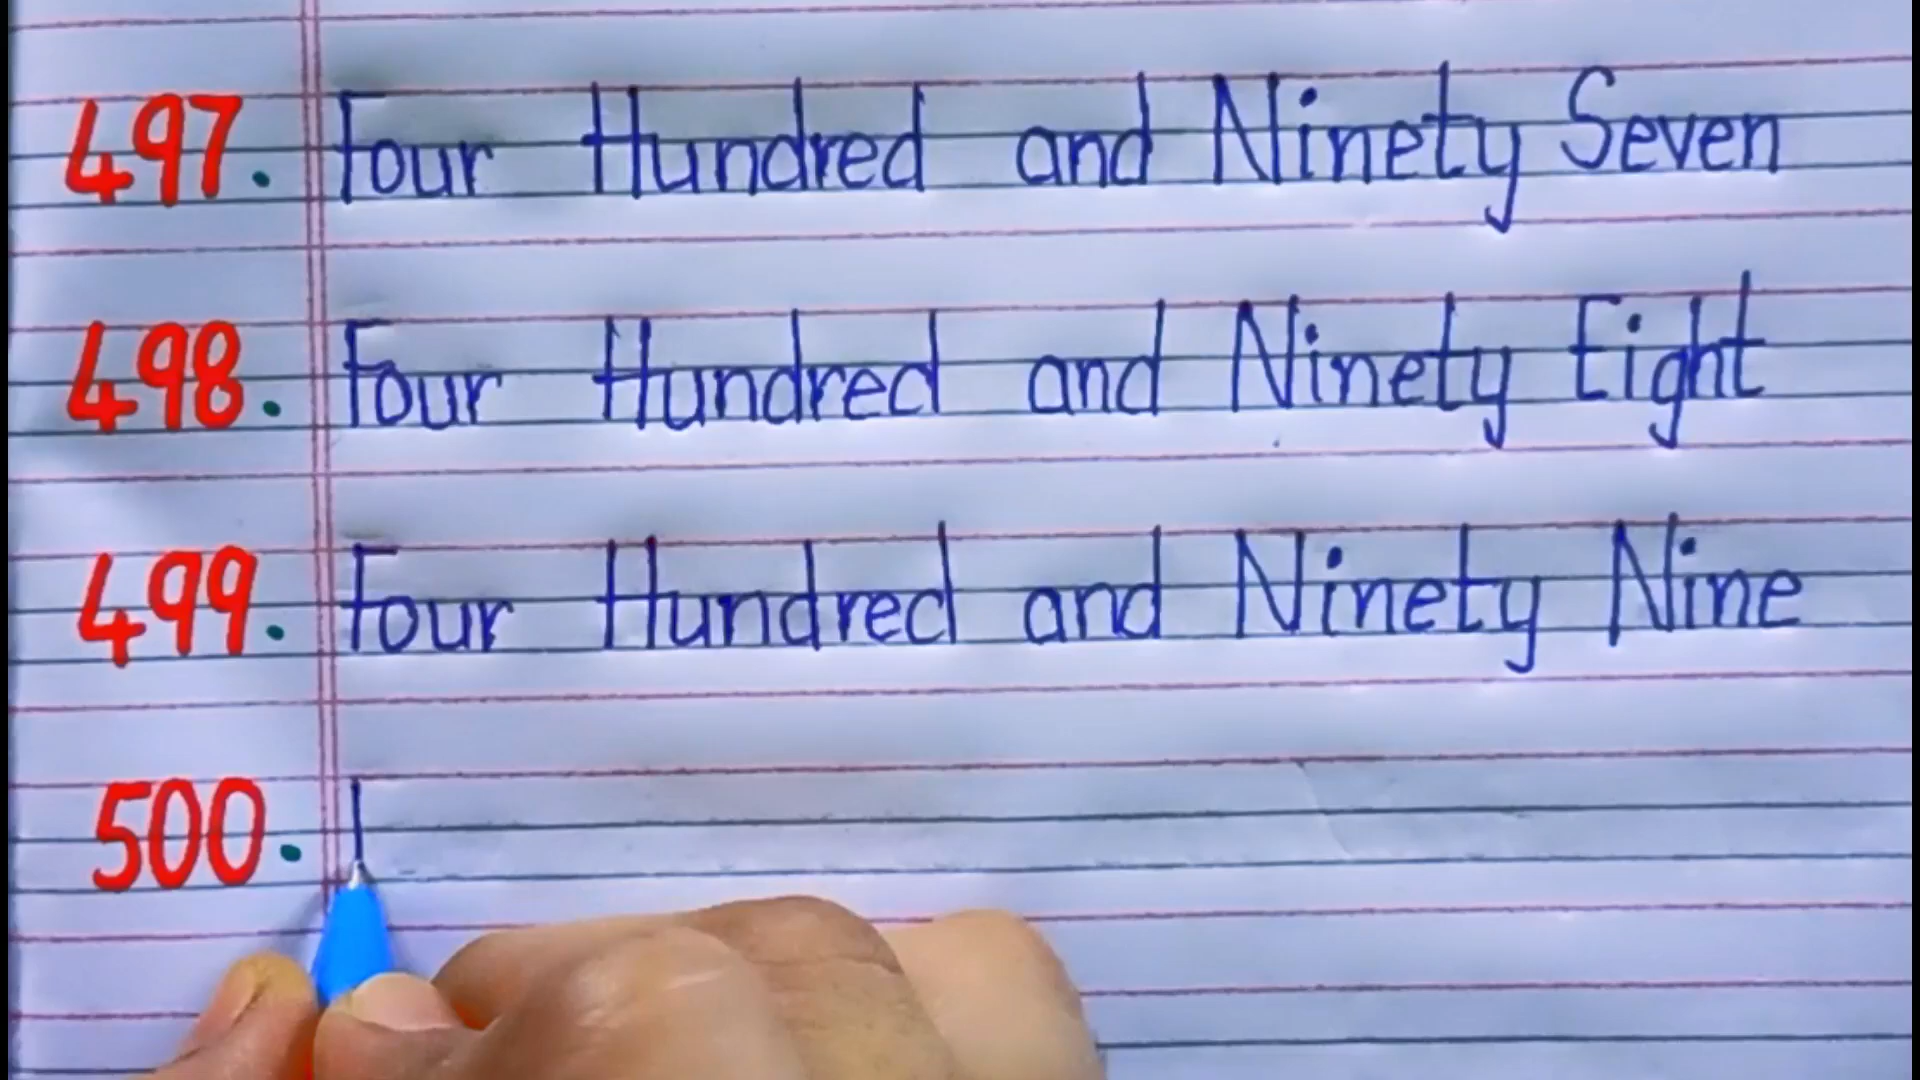 497. Four Hundred and Ninety Seven
498. Four Hundred and Ninety Eight
499. Four Hundred and Ninety Nine
500.